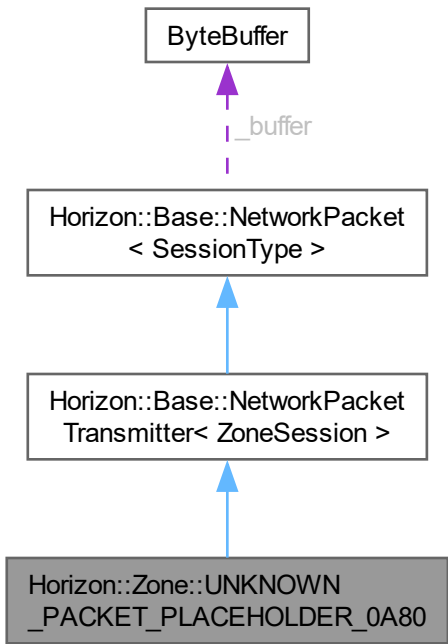 ByteBuffer
_buffer
Horizon::Base::NetworkPacket
< SessionType >
Horizon::Base::NetworkPacket
Transmitter< ZoneSession >
Horizon::Zone::UNKNOWN
_PACKET_PLACEHOLDER_0A80